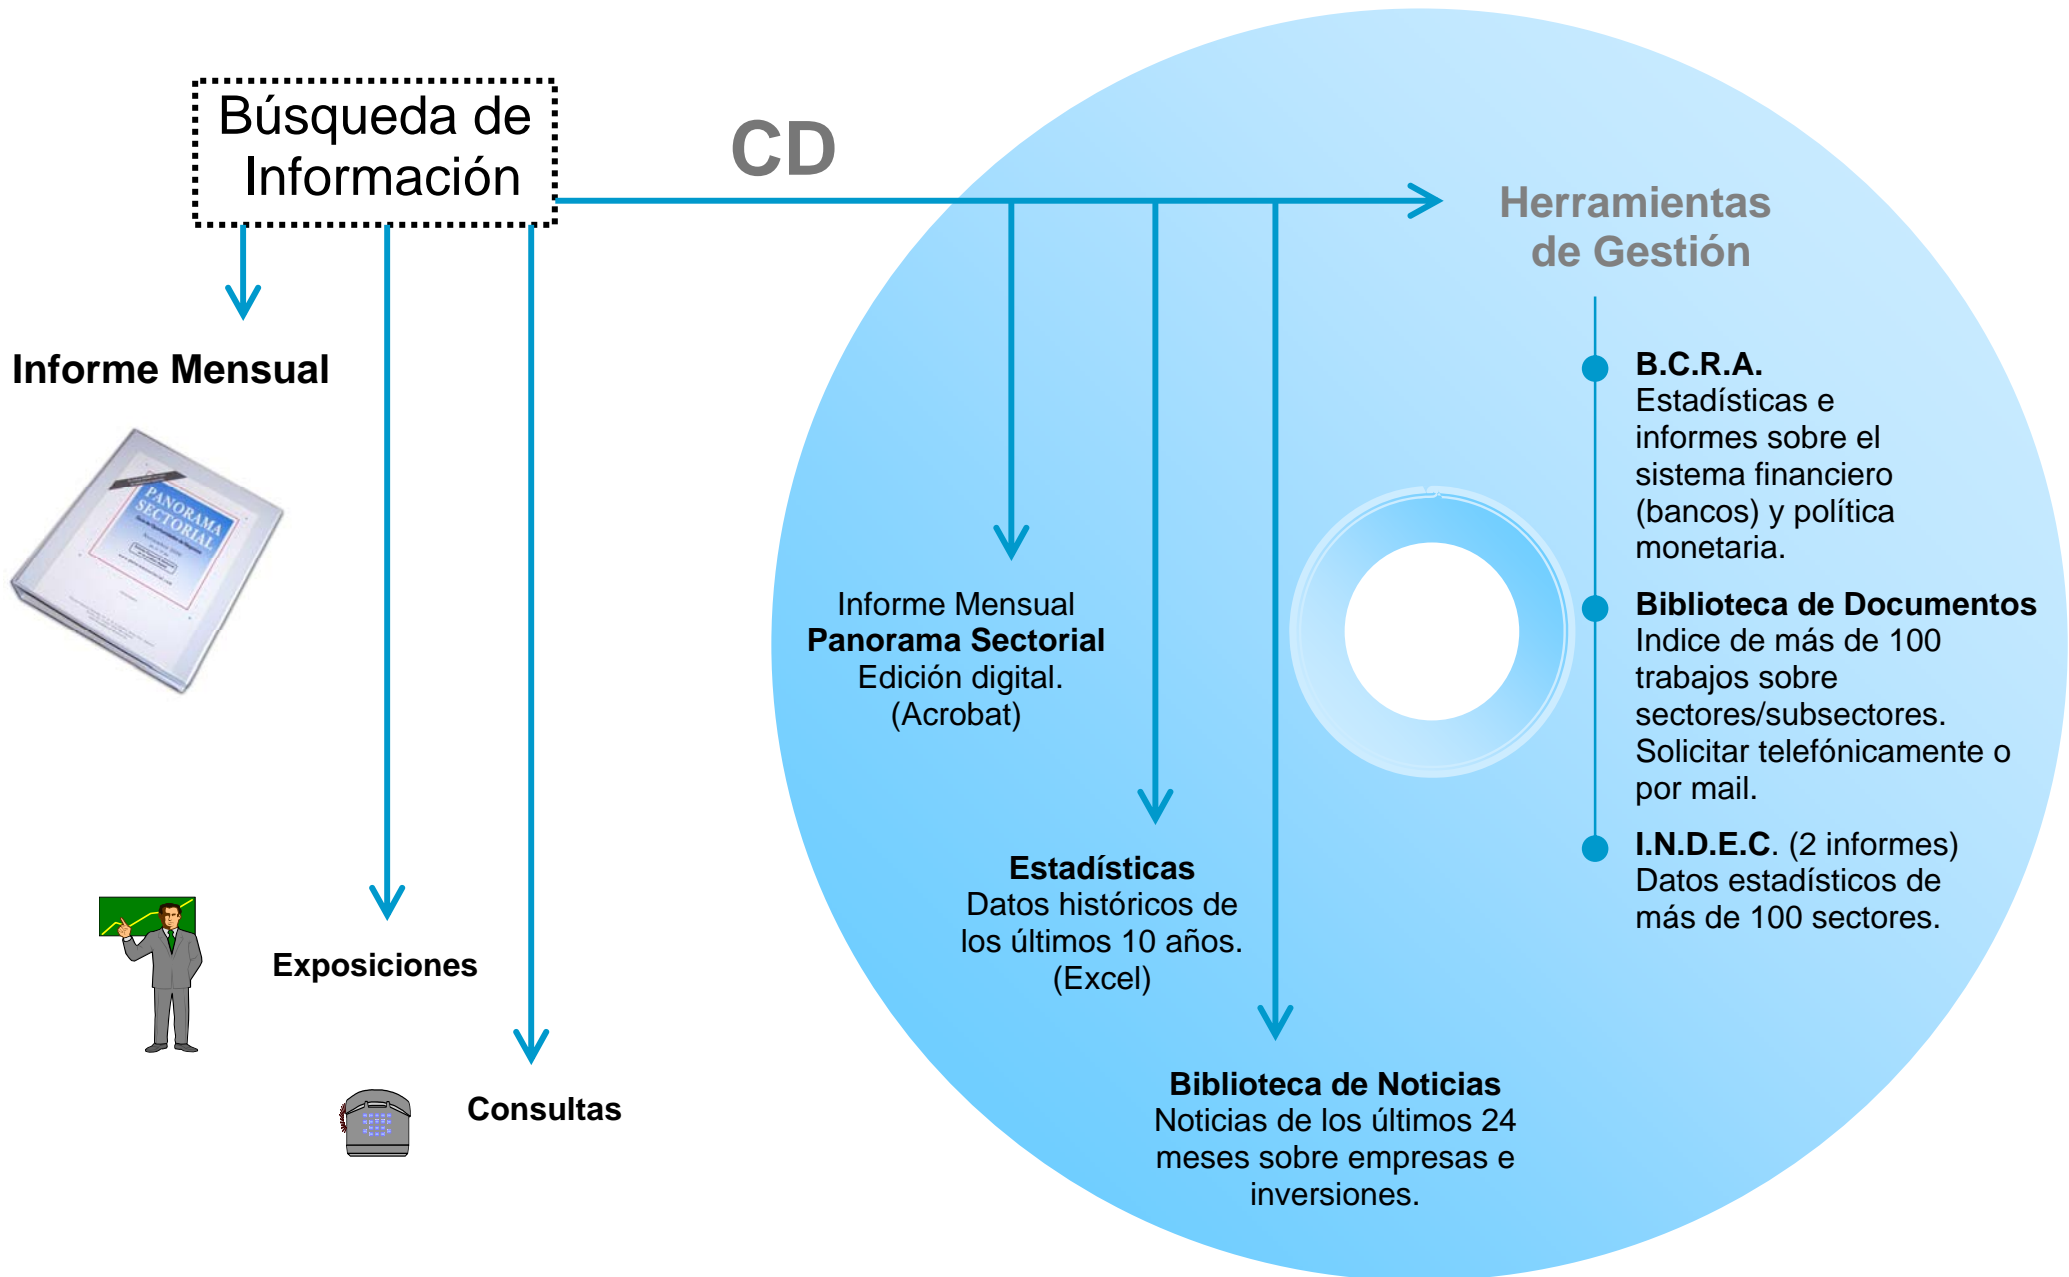 Búsqueda de
Información
CD
Herramientas
de Gestión
Informe Mensual
PANORAMA
SECTORIAL
B.C.R.A.
Estadísticas e
informes sobre el
sistema financiero
(bancos) y política
monetaria.
Biblioteca de Documentos
Indice de más de 100
trabajos sobre
sectores/subsectores.
Solicitar telefónicamente o
por mail.
I.N.D.E.C. (2 informes)
Datos estadísticos de
más de 100 sectores.
Informe Mensual
Panorama Sectorial
Edición digital.
(Acrobat)
Estadísticas
Datos históricos de
los últimos 10 años.
(Excel)
Biblioteca de Noticias
Noticias de los últimos 24
meses sobre empresas e
inversiones.
Exposiciones
Consultas